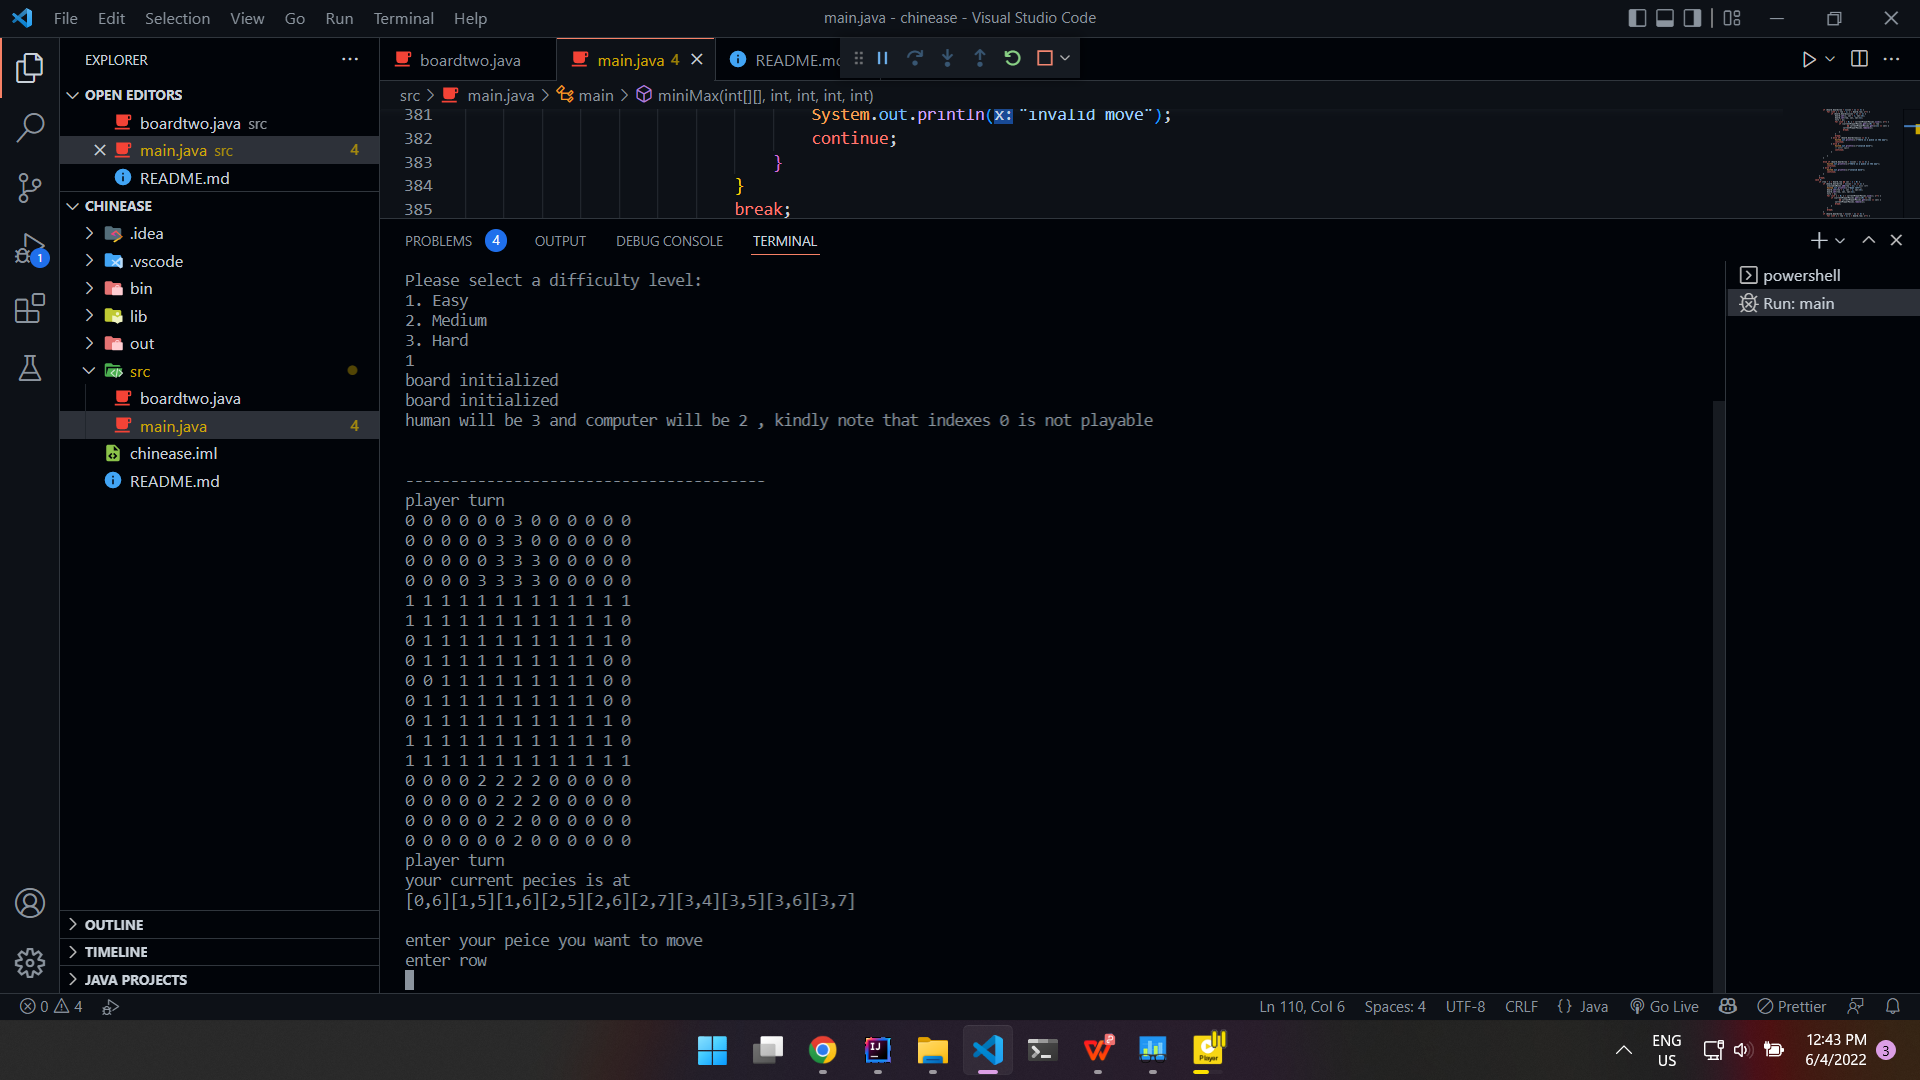 File Edit Selection View Go Run Terminal Help
main.java - chinease - Visual Studio Code
EXPLORER
OPEN EDITORS
boardtwo.java src
main.java src 4
README.md
CHINEASE
.idea
.vscode
bin
lib
out
src
boardtwo.java
main.java 4
chinease.iml
README.md
OUTLINE
TIMELINE
JAVA PROJECTS
boardtwo.java
main.java 4
README.mc
src > main.java > main > miniMax(int[][], int, int, int, int)
381 System.out.println(x: "invalid move");
382 continue;
383 }
384 }
385 break;
PROBLEMS 4 OUTPUT DEBUG CONSOLE TERMINAL
Please select a difficulty level:
1. Easy
2. Medium
3. Hard
1
board initialized
board initialized
human will be 3 and computer will be 2 , kindly note that indexes 0 is not playable
----------------------------------------
player turn
0 0 0 0 0 0 3 0 0 0 0 0 0
0 0 0 0 0 3 3 0 0 0 0 0 0
0 0 0 0 0 3 3 3 0 0 0 0 0
0 0 0 0 3 3 3 3 0 0 0 0 0
1 1 1 1 1 1 1 1 1 1 1 1 1
1 1 1 1 1 1 1 1 1 1 1 1 0
0 1 1 1 1 1 1 1 1 1 1 1 0
0 1 1 1 1 1 1 1 1 1 1 0 0
0 0 1 1 1 1 1 1 1 1 1 0 0
0 1 1 1 1 1 1 1 1 1 1 0 0
0 1 1 1 1 1 1 1 1 1 1 1 0
1 1 1 1 1 1 1 1 1 1 1 1 0
1 1 1 1 1 1 1 1 1 1 1 1 1
0 0 0 0 2 2 2 2 0 0 0 0 0
0 0 0 0 0 2 2 2 0 0 0 0 0
0 0 0 0 0 2 2 0 0 0 0 0 0
0 0 0 0 0 0 2 0 0 0 0 0 0
player turn
your current pecies is at
[0,6][1,5][1,6][2,5][2,6][2,7][3,4][3,5][3,6][3,7]
enter your peice you want to move
enter row
powershell
Run: main
1
0 4
Ln 110, Col 6 Spaces: 4 UTF-8 CRLF {} Java Go Live Prettier
ENG
US
12:43 PM
6/4/2022
3